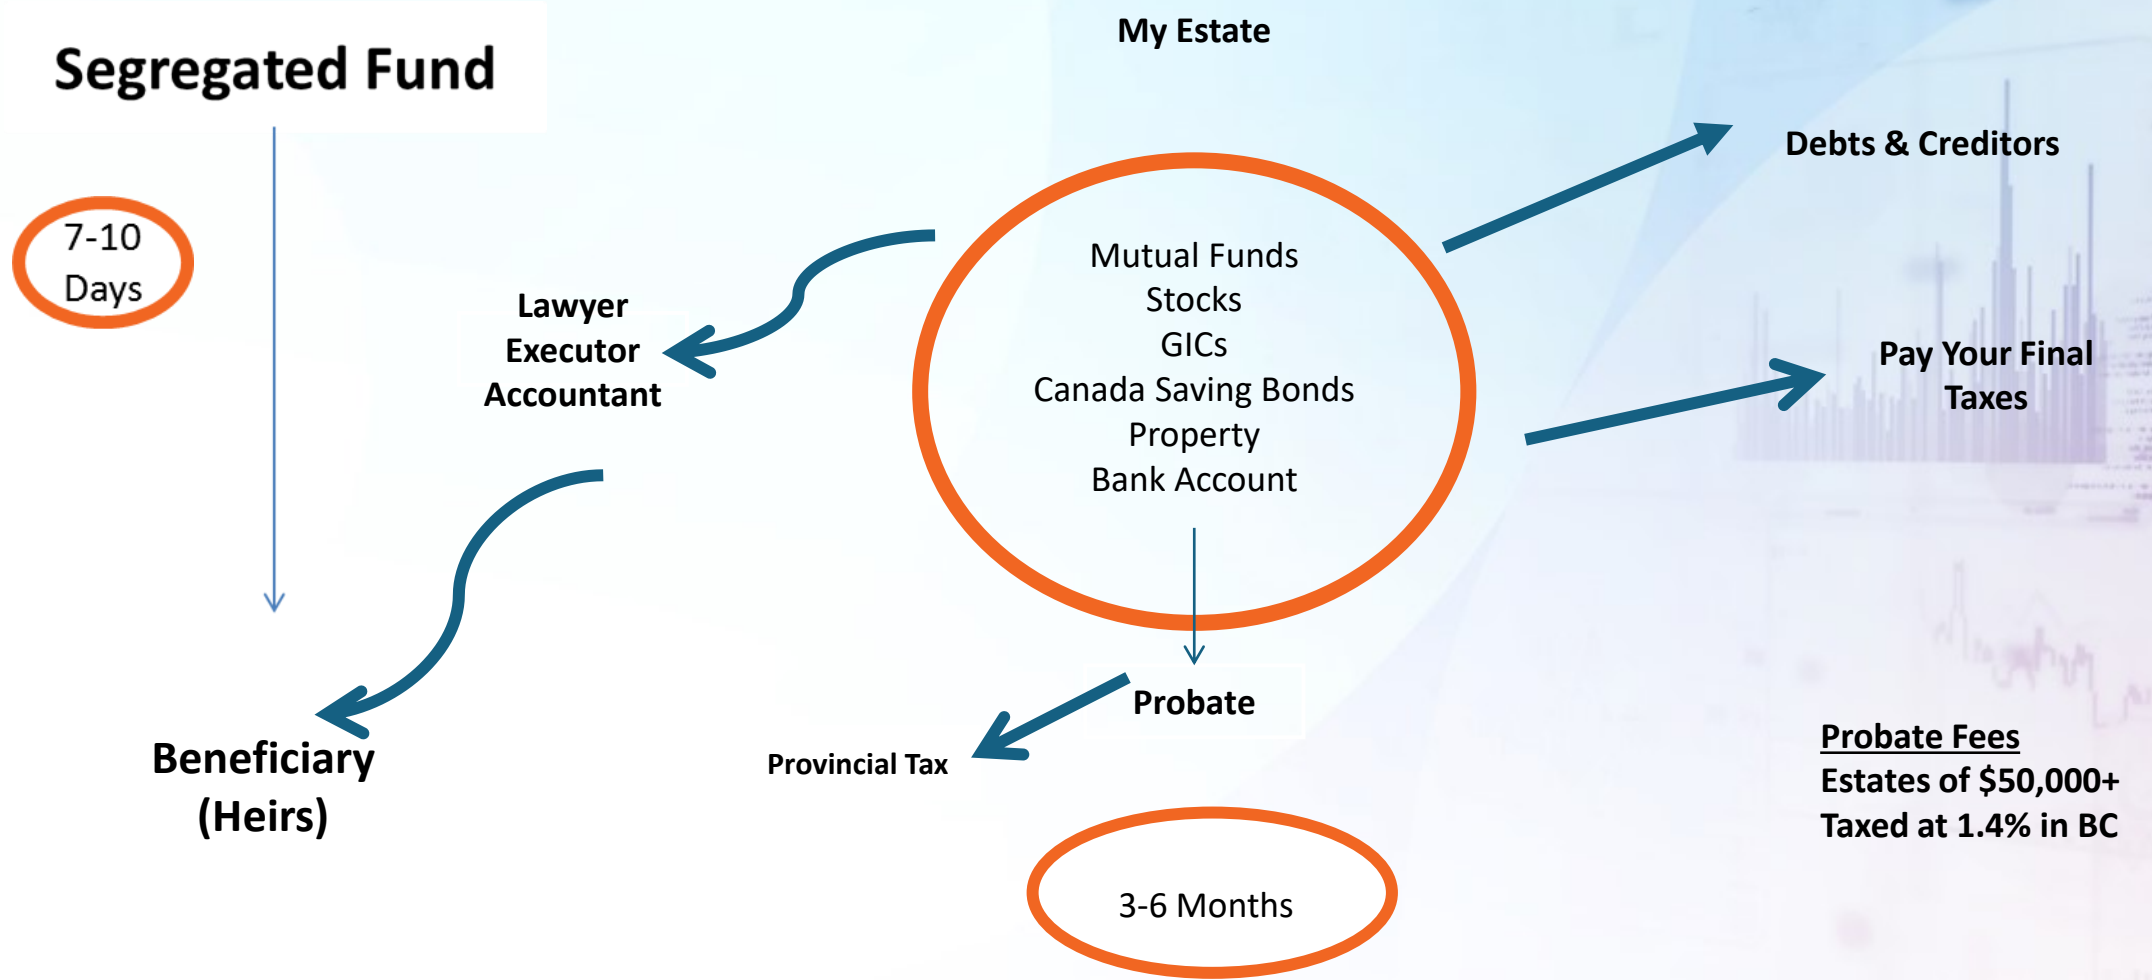 Segregated Fund
7-10
Days
My Estate
Mutual Funds
Stocks
GICs
Canada Saving Bonds
Property
Bank Account
Debts & Creditors
Pay Your Final
Taxes
Lawyer
Executor
Accountant
Beneficiary
(Heirs)
Probate
Provincial Tax
3-6 Months
Probate Fees
Estates of $50,000+
Taxed at 1.4% in BC